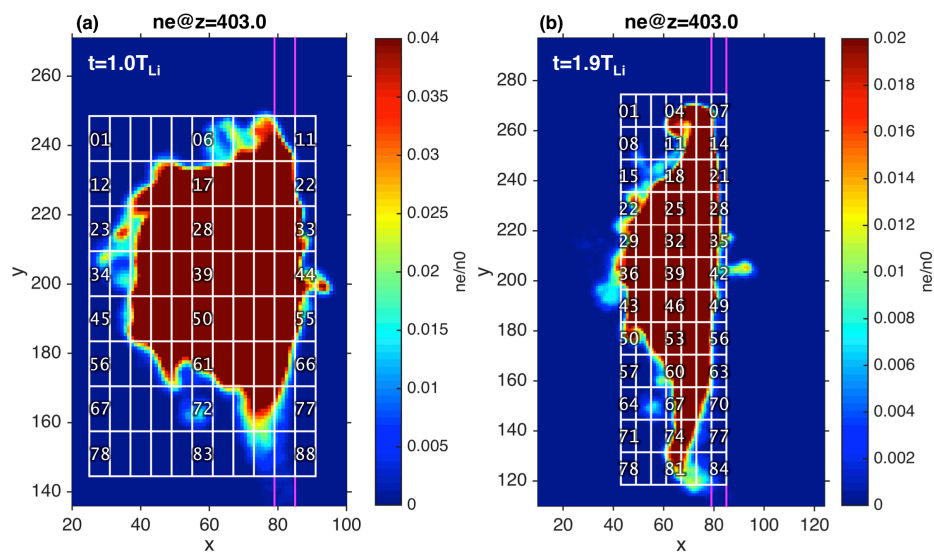 (a) ne@z=403.0
t=1.0T_Li
260
240
220
200
180
160
140
y
20 40 60 80 100
x
01 06 11
12 17 22
23 28 33
34 39 44
45 50 55
56 61 66
67 72 77
78 83 88
0.04
0.035
0.03
0.025
0.02
0.015
0.01
0.005
0
ne/n0
(b) ne@z=403.0
t=1.9T_Li
280
260
240
220
200
180
160
140
120
y
20 40 60 80 100 120
x
01 04 07
08 11 14
15 18 21
22 25 28
29 32 35
36 39 42
43 46 49
50 53 56
57 60 63
64 67 70
71 74 77
78 81 84
0.02
0.018
0.016
0.014
0.012
0.01
0.008
0.006
0.004
0.002
0
ne/n0